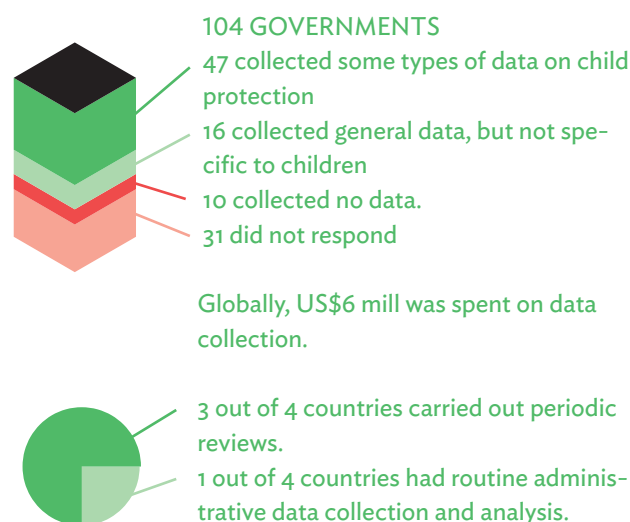 104 GOVERNMENTS
47 collected some types of data on child
protection
16 collected general data, but not spe-
cific to children
10 collected no data.
31 did not respond
Globally, US$6 mill was spent on data
collection.
3 out of 4 countries carried out periodic
reviews.
1 out of 4 countries had routine adminis-
trative data collection and analysis.